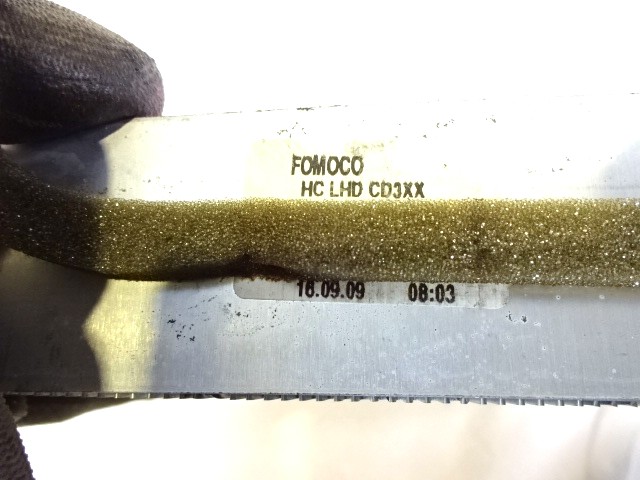 FOMOCO
HC LHD CD3XX
16.09.09 08:03